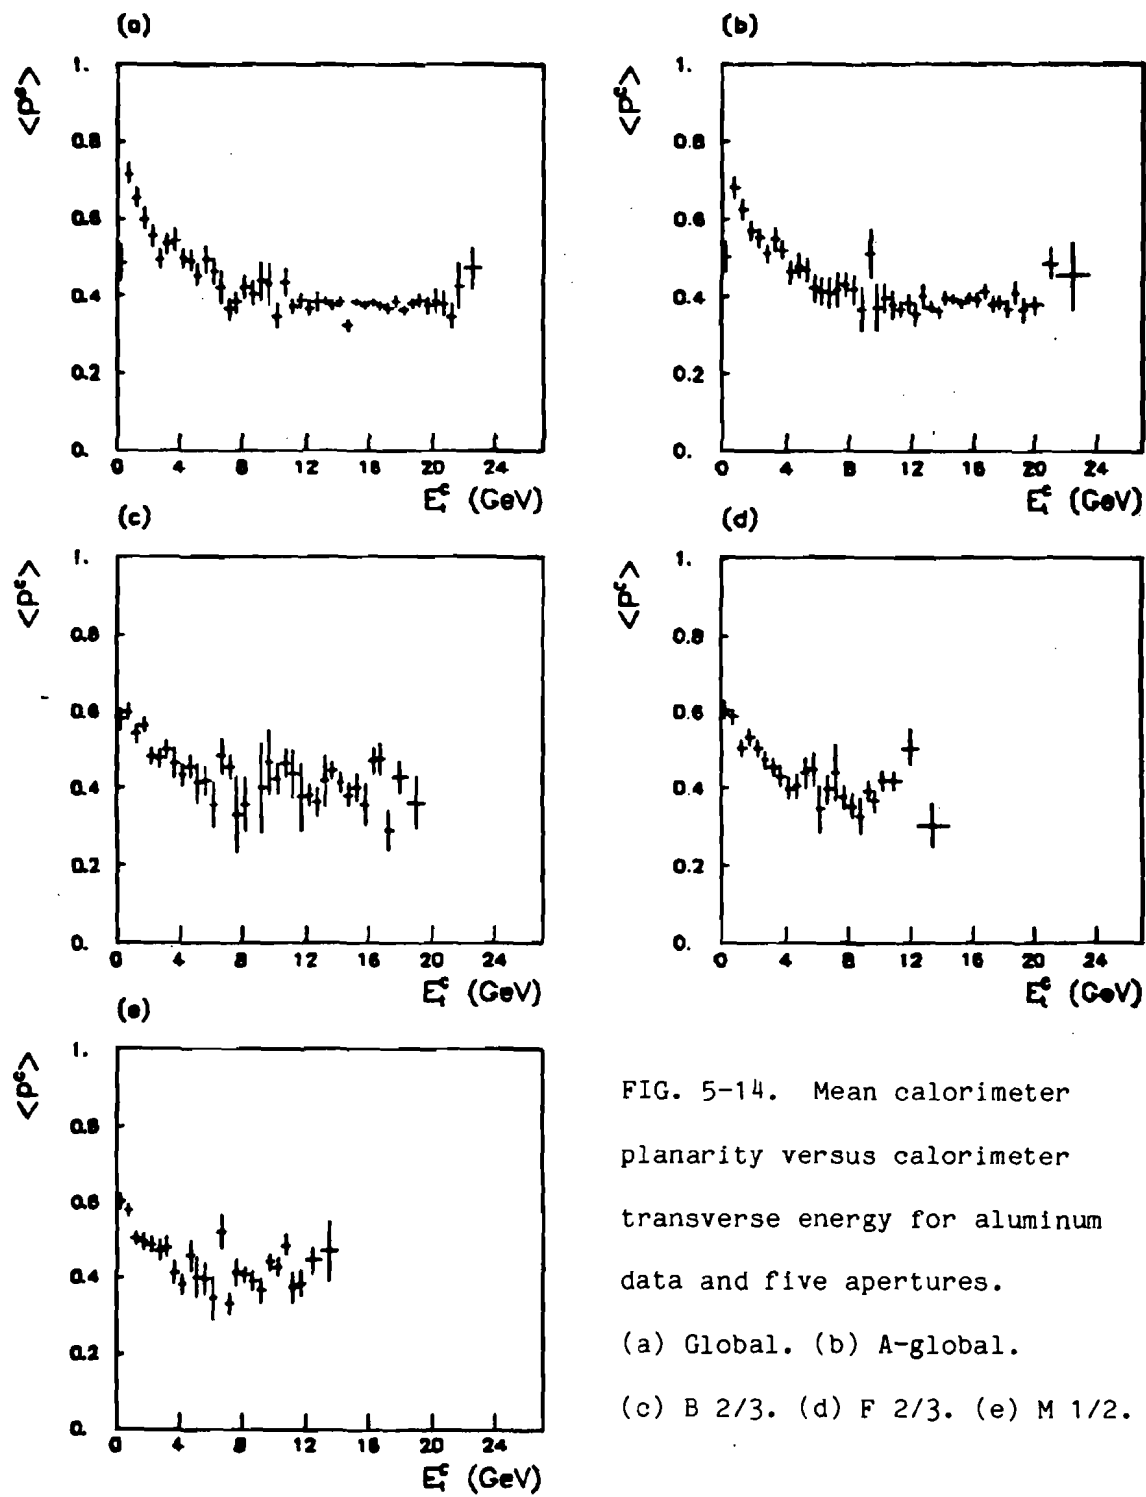 (a)
<P^c>
1.
0.8
0.6
0.4
0.2
0.
0 4 8 12 16 20 24
E_t^c (GeV)
(b)
<P^c>
1.
0.8
0.6
0.4
0.2
0.
0 4 8 12 16 20 24
E_t^c (GeV)
(c)
<P^c>
1.
0.8
0.6
0.4
0.2
0.
0 4 8 12 16 20 24
E_t^c (GeV)
(d)
<P^c>
1.
0.8
0.6
0.4
0.2
0.
0 4 8 12 16 20 24
E_t^c (GeV)
(e)
<P^c>
1.
0.8
0.6
0.4
0.2
0.
0 4 8 12 16 20 24
E_t^c (GeV)
FIG. 5-14. Mean calorimeter
planarity versus calorimeter
transverse energy for aluminum
data and five apertures.
(a) Global. (b) A-global.
(c) B 2/3. (d) F 2/3. (e) M 1/2.